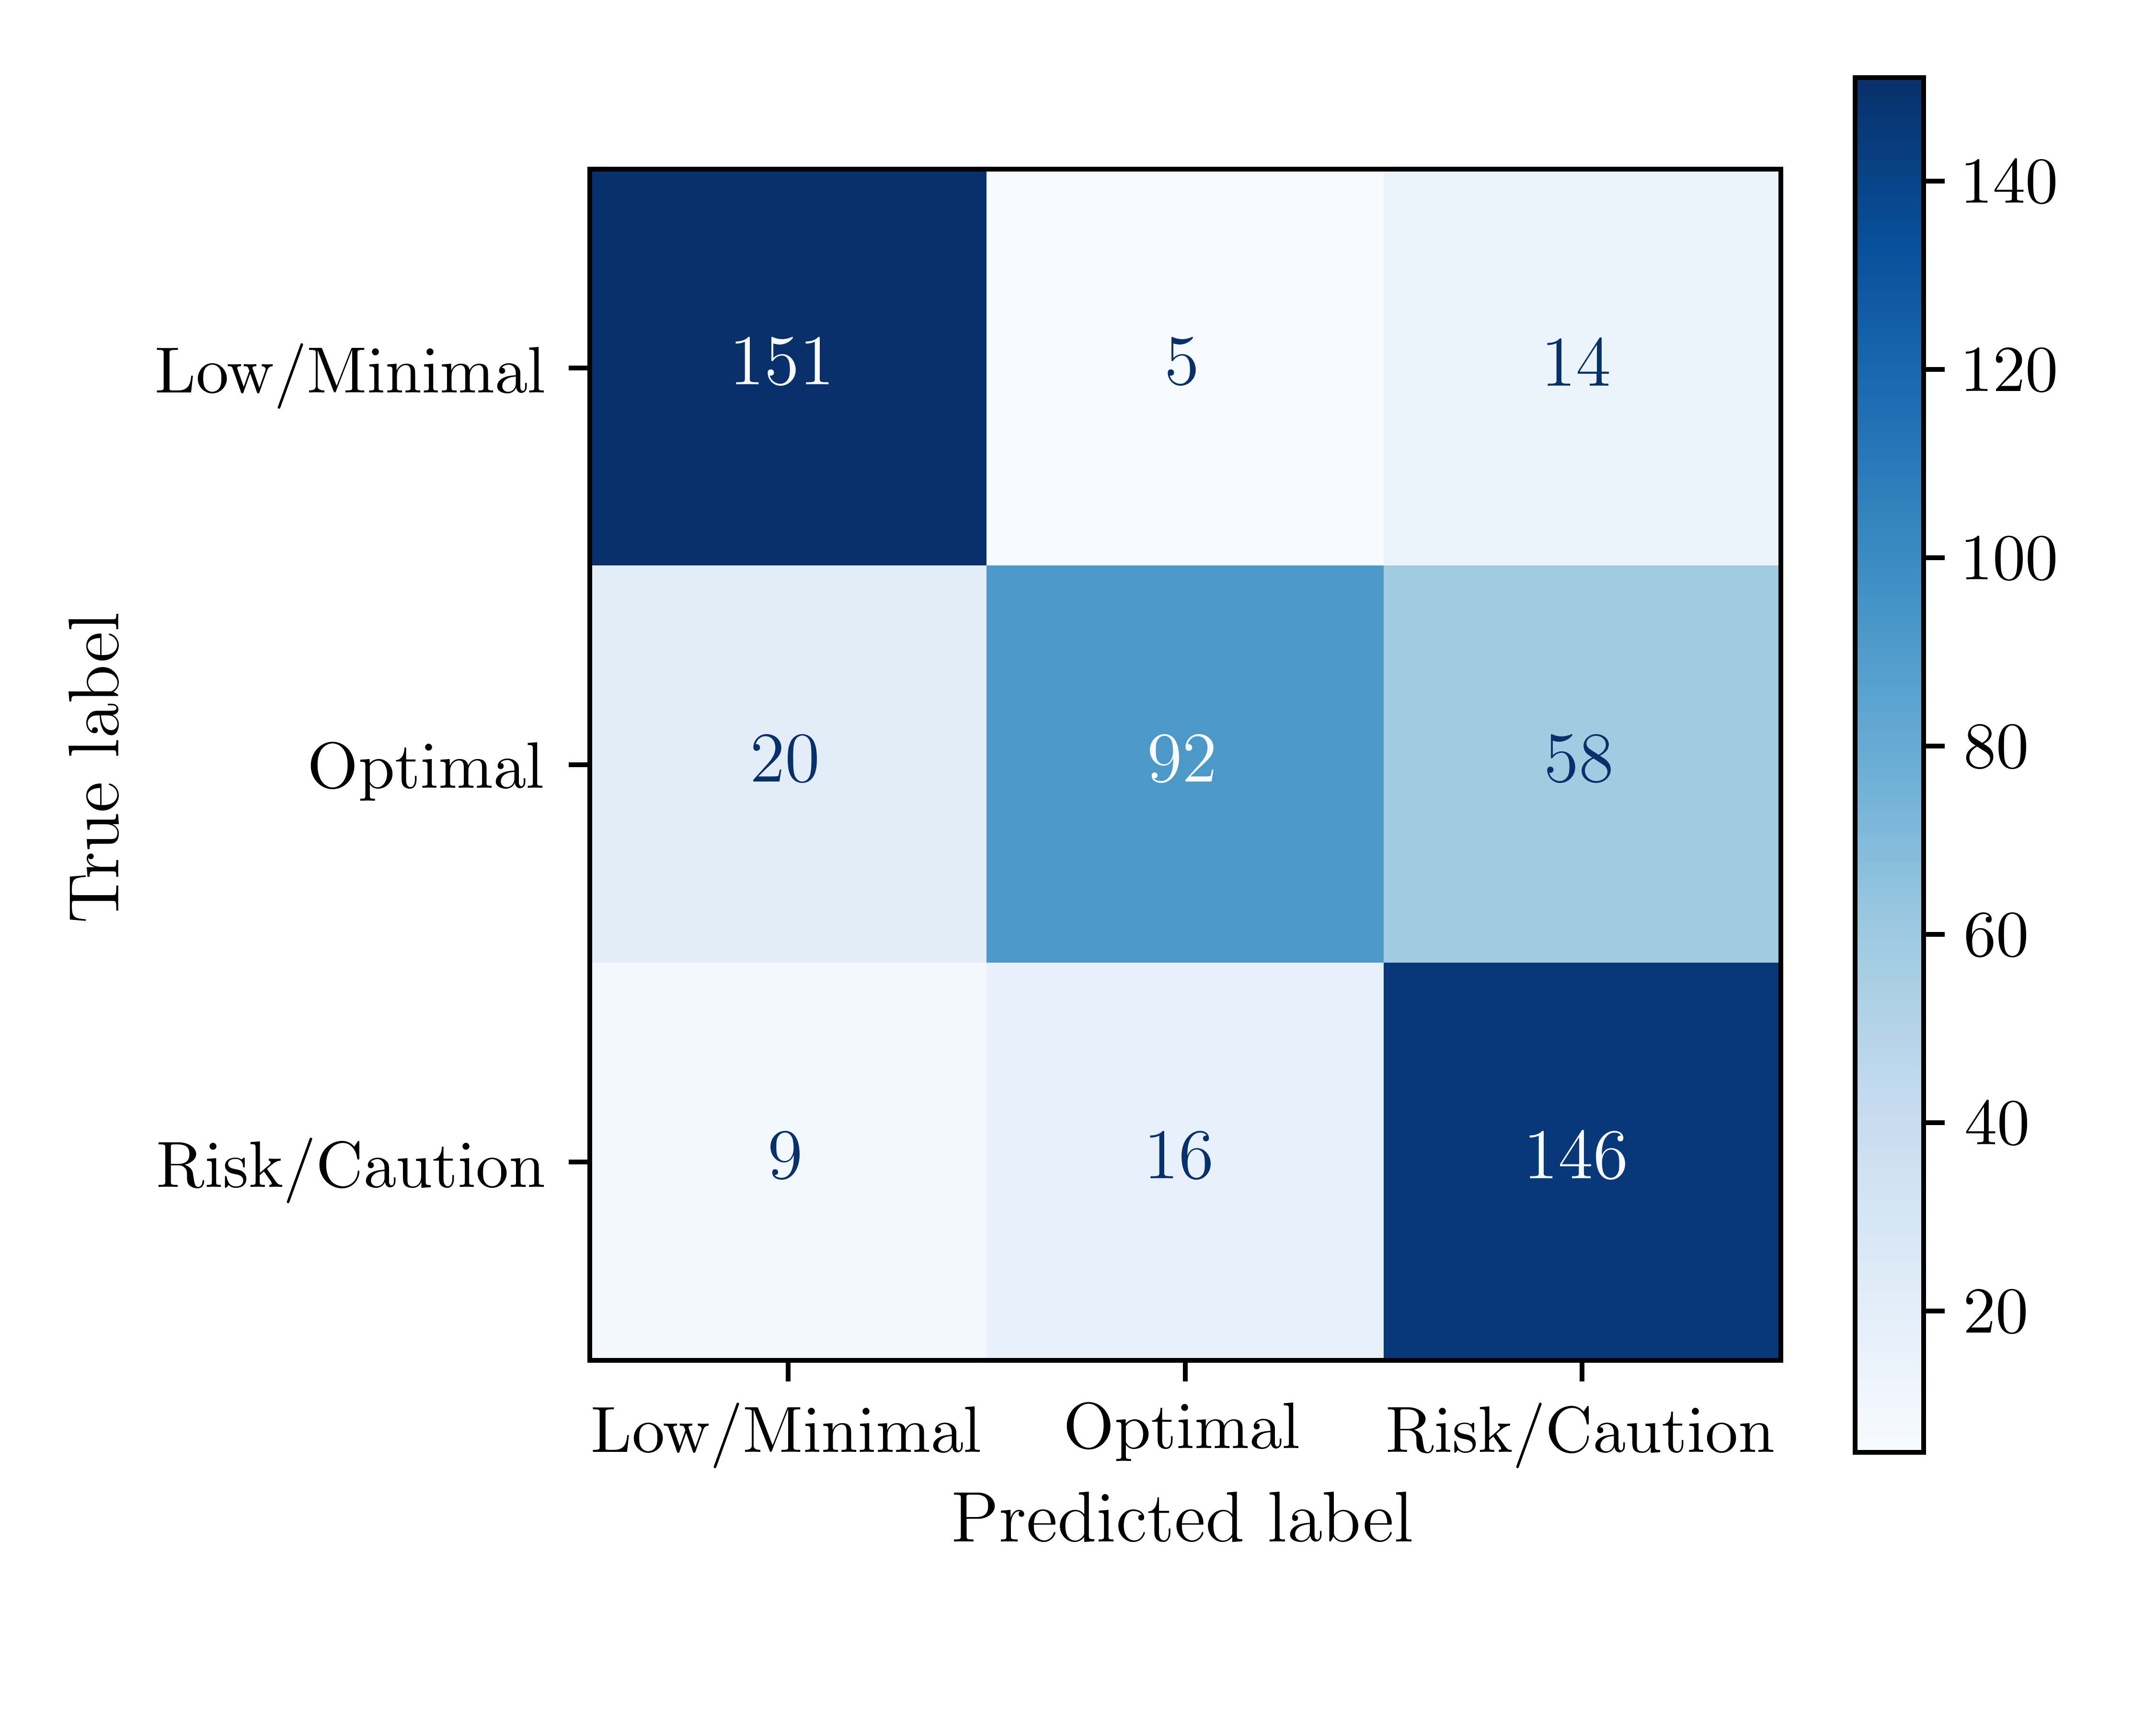 140
Low/Minimal 151 5 14
120
100
True label
Optimal 20 92 58
80
60
Risk/Caution 9 16 146
40
20
Low/Minimal Optimal Risk/Caution
Predicted label